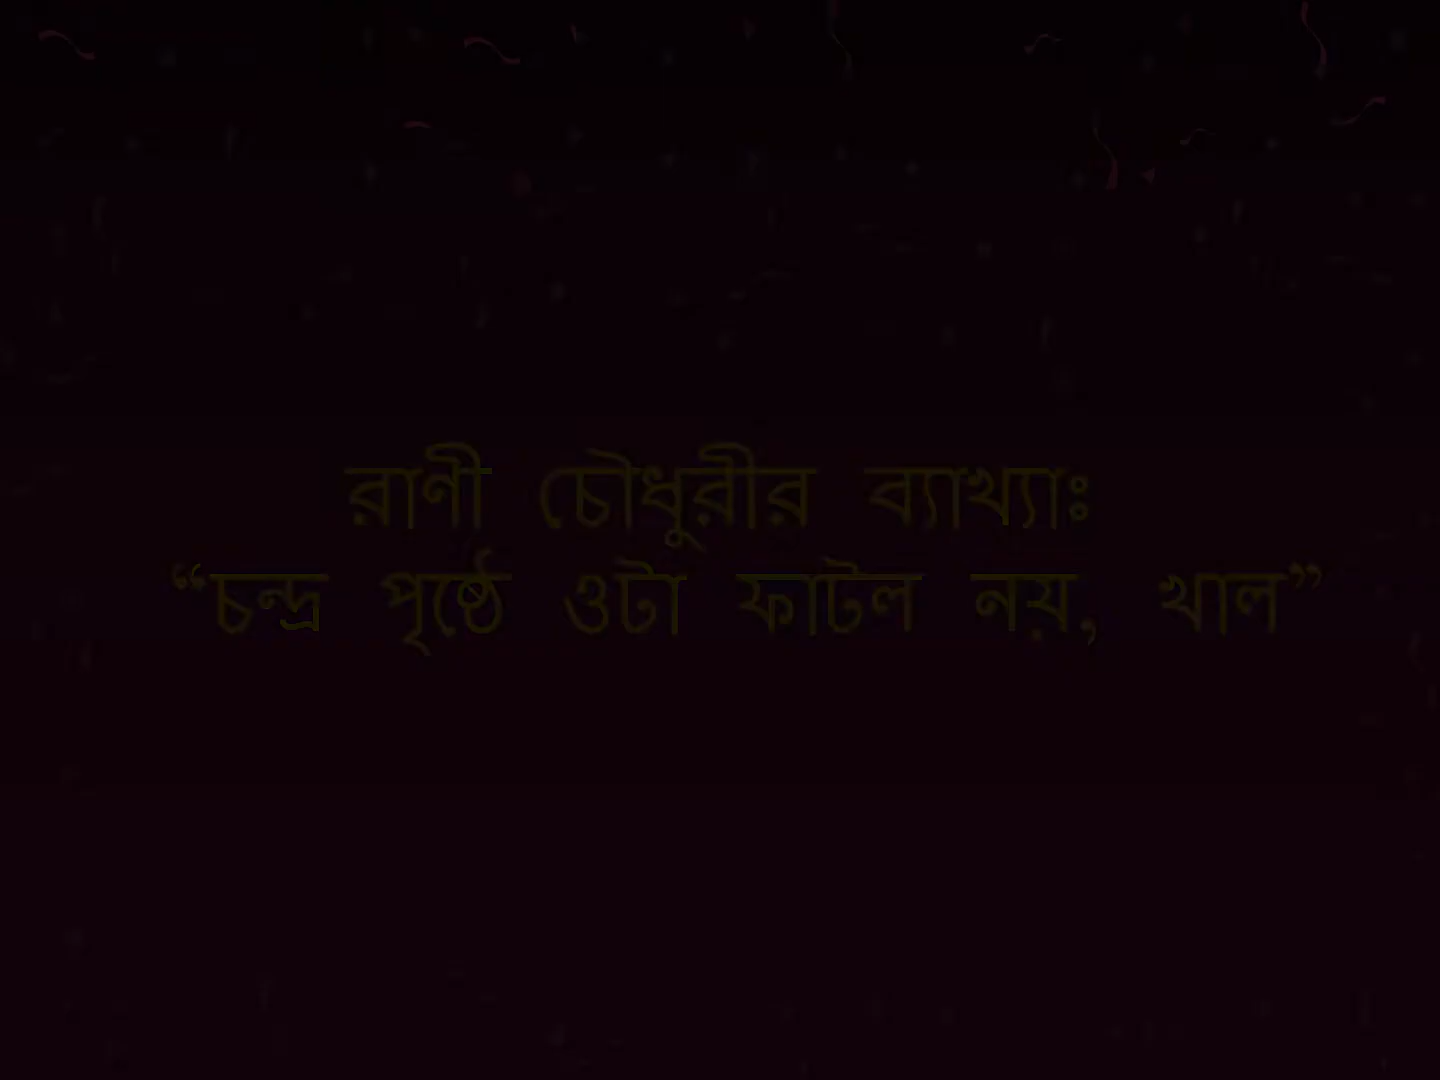 রাণী চৌধুরীর ব্যাখ্যাঃ
“চন্দ্র পৃষ্ঠে ওটা ফাটল নয়, খাল”